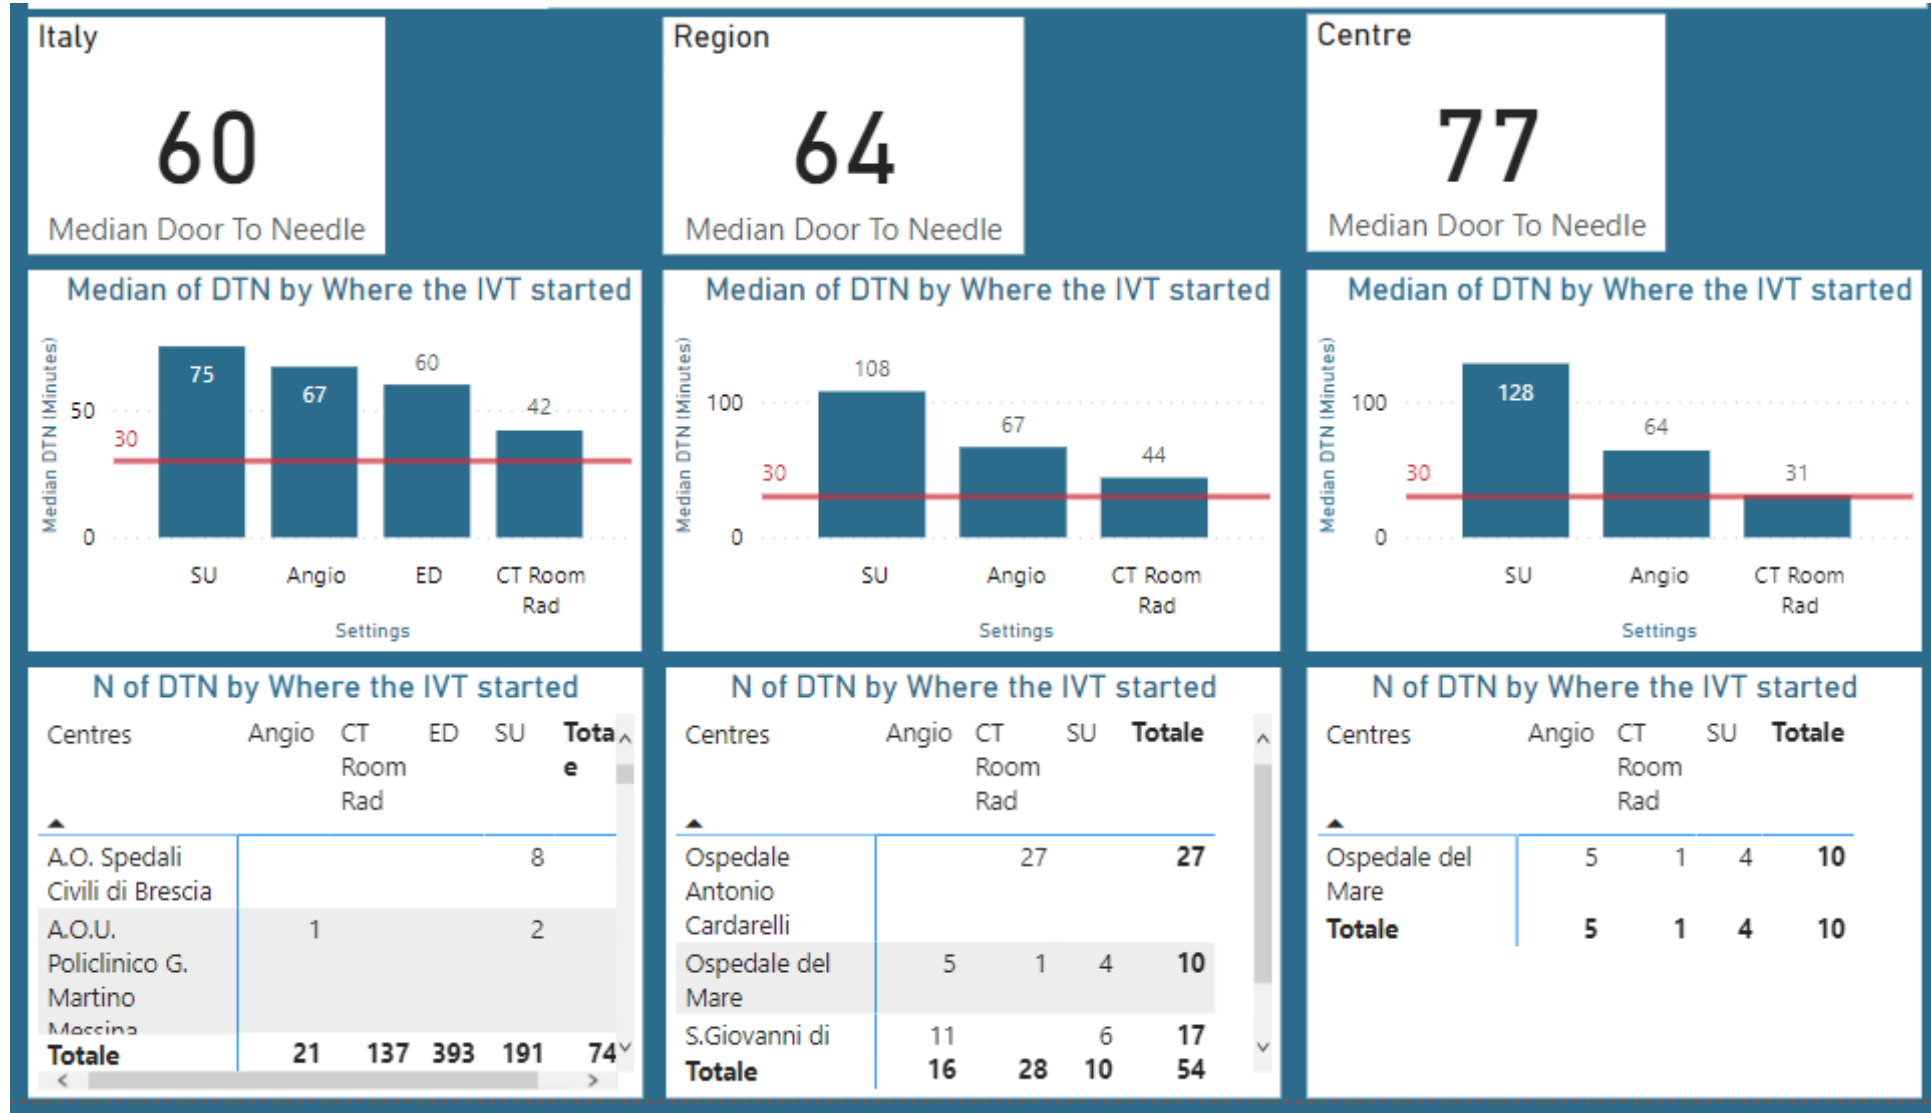 Italy
60
Median Door To Needle
Region
64
Median Door To Needle
Centre
77
Median Door To Needle
Median of DTN by Where the IVT started
Median DTN (Minutes)
50
0
30
75
67
60
42
SU
Angio
ED
CT Room
Rad
Settings
Median of DTN by Where the IVT started
Median DTN (Minutes)
100
0
30
108
67
44
SU
Angio
CT Room
Rad
Settings
Median of DTN by Where the IVT started
Median DTN (Minutes)
100
0
30
128
64
31
SU
Angio
CT Room
Rad
Settings
N of DTN by Where the IVT started
Centres Angio CT ED SU Tota
Room e
Rad
A.O. Spedali 8
Civili di Brescia
A.O.U. 1 2
Policlinico G.
Martino
Messina
Totale 21 137 393 191 74
N of DTN by Where the IVT started
Centres Angio CT SU Totale
Room
Rad
Ospedale 27 27
Antonio
Cardarelli
Ospedale del 5 1 4 10
Mare
S.Giovanni di 11 6 17
Totale 16 28 10 54
N of DTN by Where the IVT started
Centres Angio CT SU Totale
Room
Rad
Ospedale del 5 1 4 10
Mare
Totale 5 1 4 10